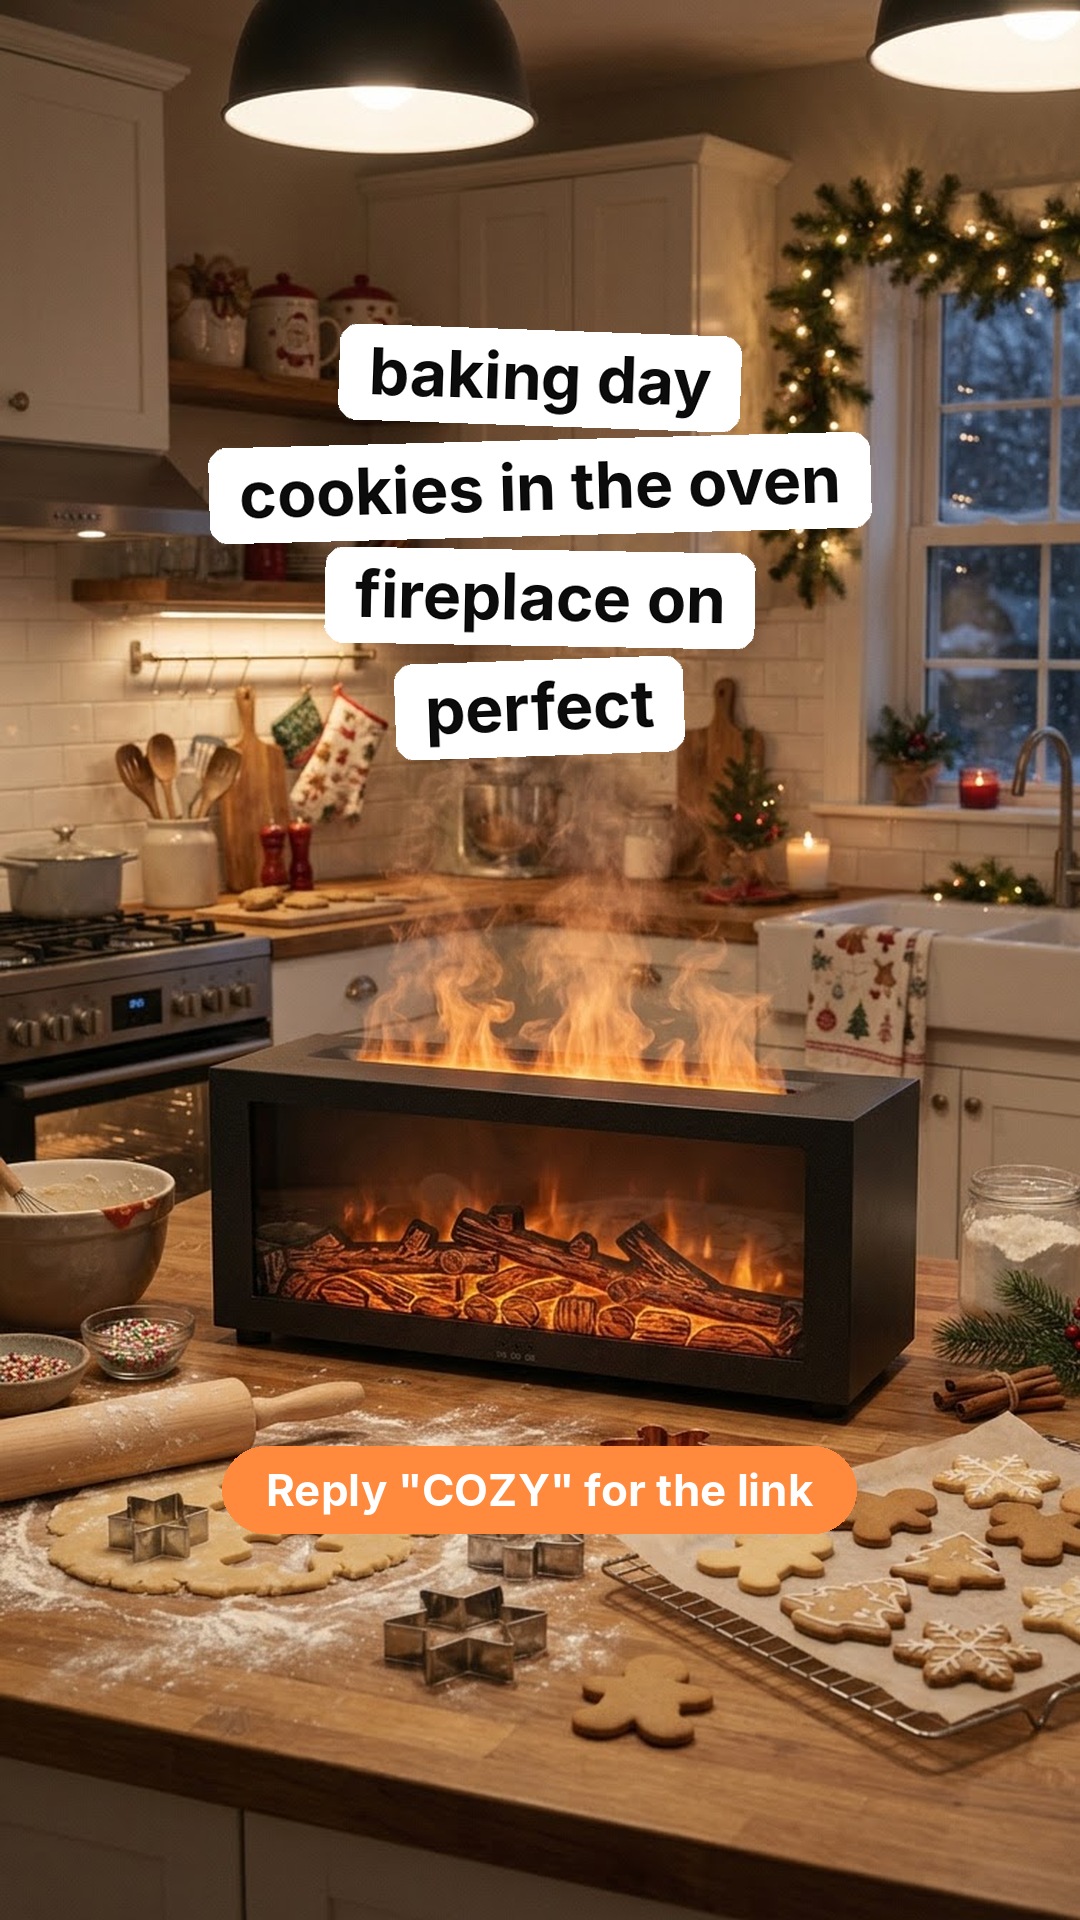 baking day
cookies in the oven
fireplace on
perfect
Reply "COZY" for the link